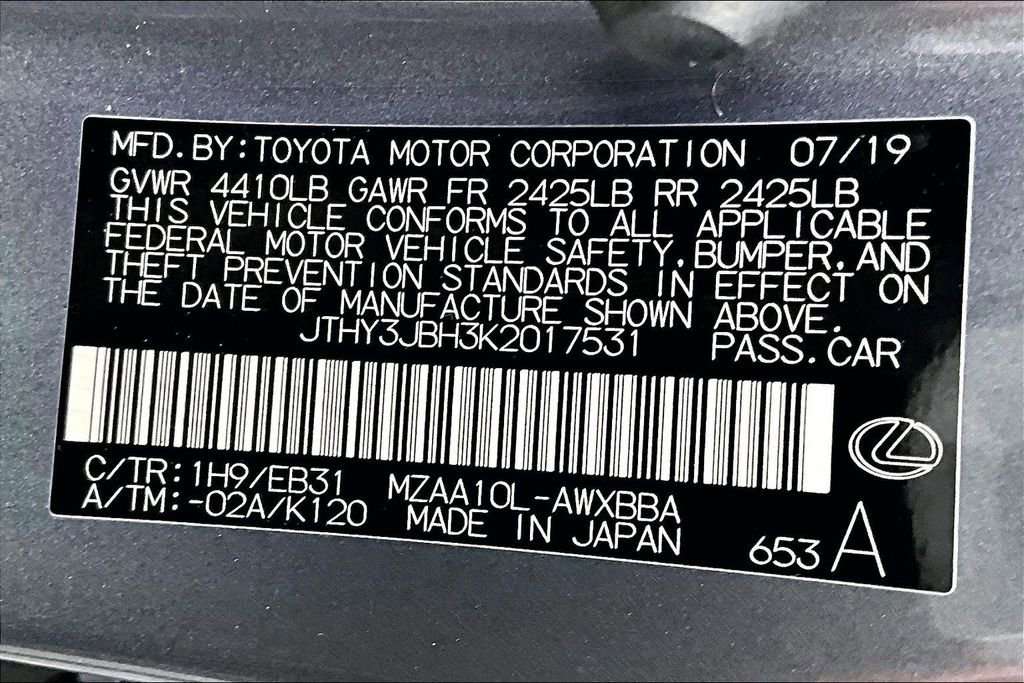 MFD. BY: TOYOTA MOTOR CORPORATION 07/19
GVWR 4410LB GAWR FR 2425LB RR 2425LB
THIS VEHICLE CONFORMS TO ALL APPLICABLE
FEDERAL MOTOR VEHICLE SAFETY, BUMPER, AND
THEFT PREVENTION STANDARDS IN EFFECT ON
THE DATE OF MANUFACTURE SHOWN ABOVE.
JTHY3JBH3K2017531 PASS. CAR
C/TR: 1H9/EB31 MZAA10L-AWXBBA
A/TM: -02A/K120 MADE IN JAPAN 653 A